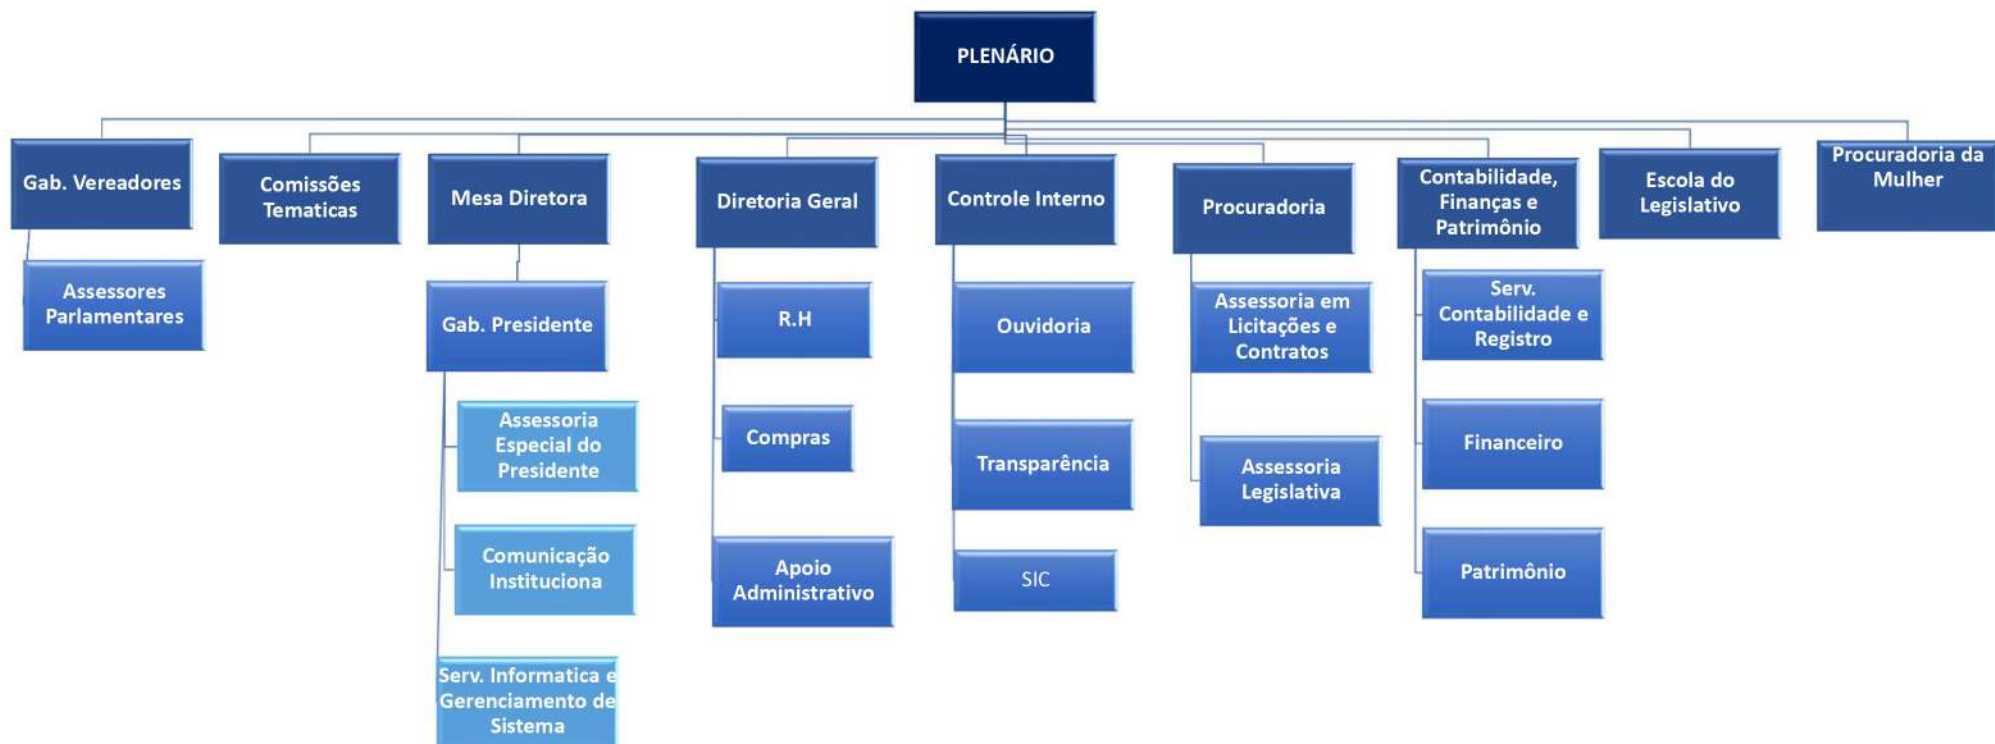 PLENÁRIO
Gab. Vereadores
Comissões
Tematicas
Mesa Diretora
Diretoria Geral
Controle Interno
Procuradoria
Contabilidade,
Finanças e
Patrimônio
Escola do
Legislativo
Procuradoria da
Mulher
Assessores
Parlamentares
Gab. Presidente
Assessoria
Especial do
Presidente
Comunicação
Instituciona
Serv. Informatica e
Gerenciamento de
Sistema
R.H
Compras
Apoio
Administrativo
Ouvidoria
Transparência
SIC
Assessoria em
Licitações e
Contratos
Assessoria
Legislativa
Serv.
Contabilidade e
Registro
Financeiro
Patrimônio